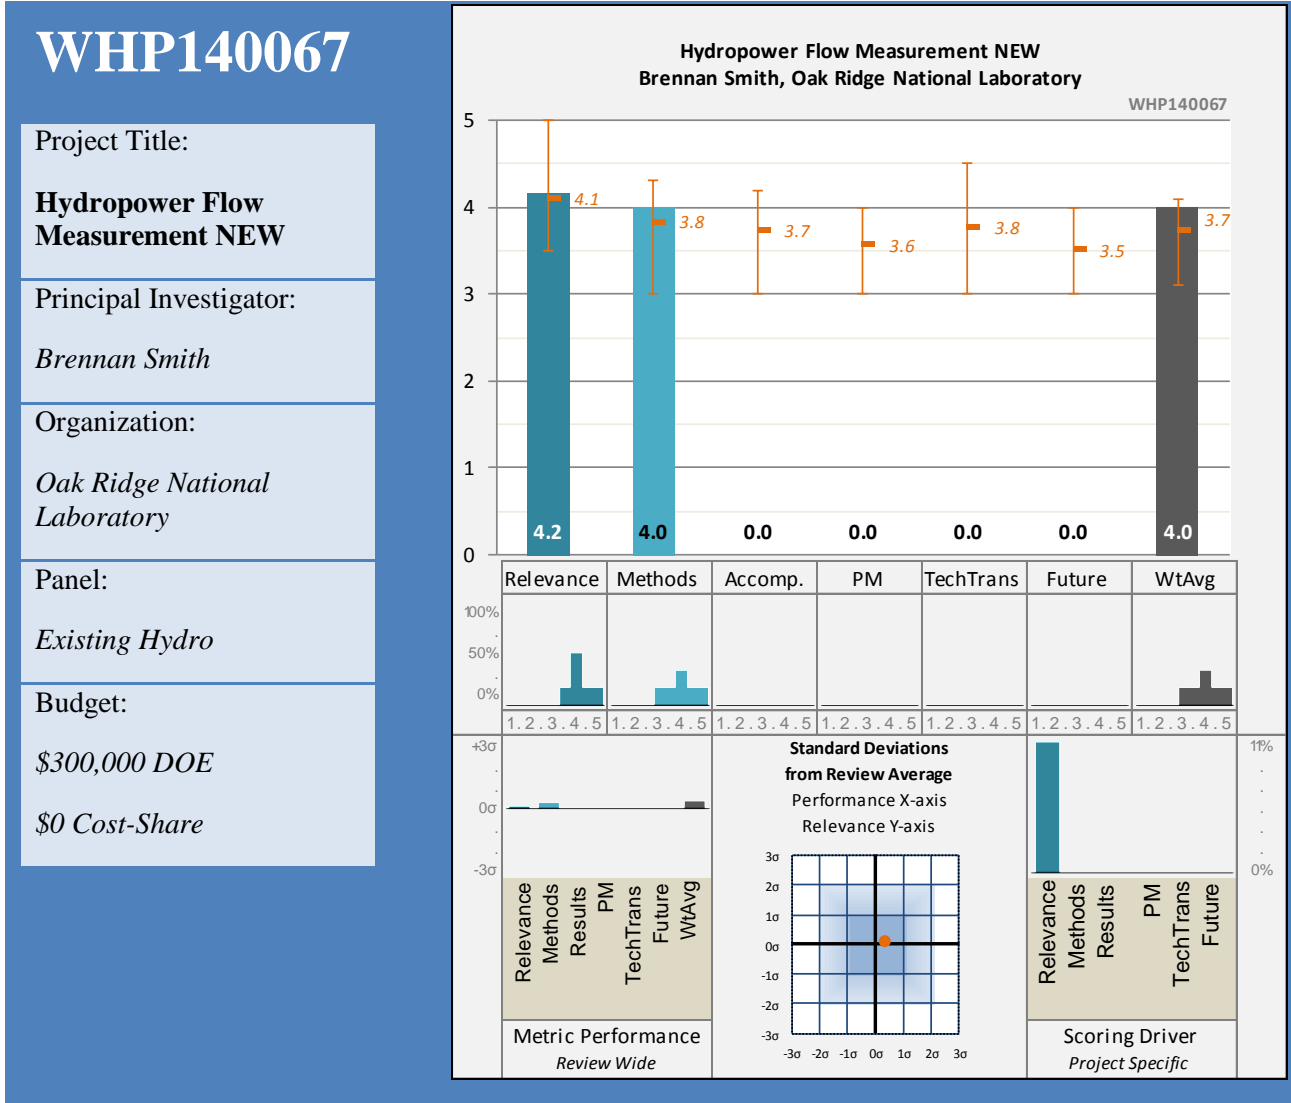 WHP140067
Project Title:
Hydropower Flow
Measurement NEW
Principal Investigator:
Brennan Smith
Organization:
Oak Ridge National
Laboratory
Panel:
Existing Hydro
Budget:
$300,000 DOE
$0 Cost-Share
Hydropower Flow Measurement NEW
Brennan Smith, Oak Ridge National Laboratory
WHP140067
5
4
3
2
1
0
4.1
3.8
3.7
3.6
3.8
3.5
3.7
4.2
4.0
0.0
0.0
0.0
0.0
4.0
Relevance
Methods
Accomp.
PM
TechTrans
Future
WtAvg
100%
.
50%
.
0%
1.2.3.4.5
1.2.3.4.5
1.2.3.4.5
1.2.3.4.5
1.2.3.4.5
1.2.3.4.5
1.2.3.4.5
+3σ
.
.
0σ
.
.
-3σ
Relevance
Methods
Results
PM
TechTrans
Future
WtAvg
Metric Performance
Review Wide
Standard Deviations
from Review Average
Performance X-axis
Relevance Y-axis
3σ
2σ
1σ
0σ
-1σ
-2σ
-3σ
-3σ -2σ -1σ 0σ 1σ 2σ 3σ
11%
.
.
.
.
.
0%
Relevance
Methods
Results
PM
TechTrans
Future
Scoring Driver
Project Specific